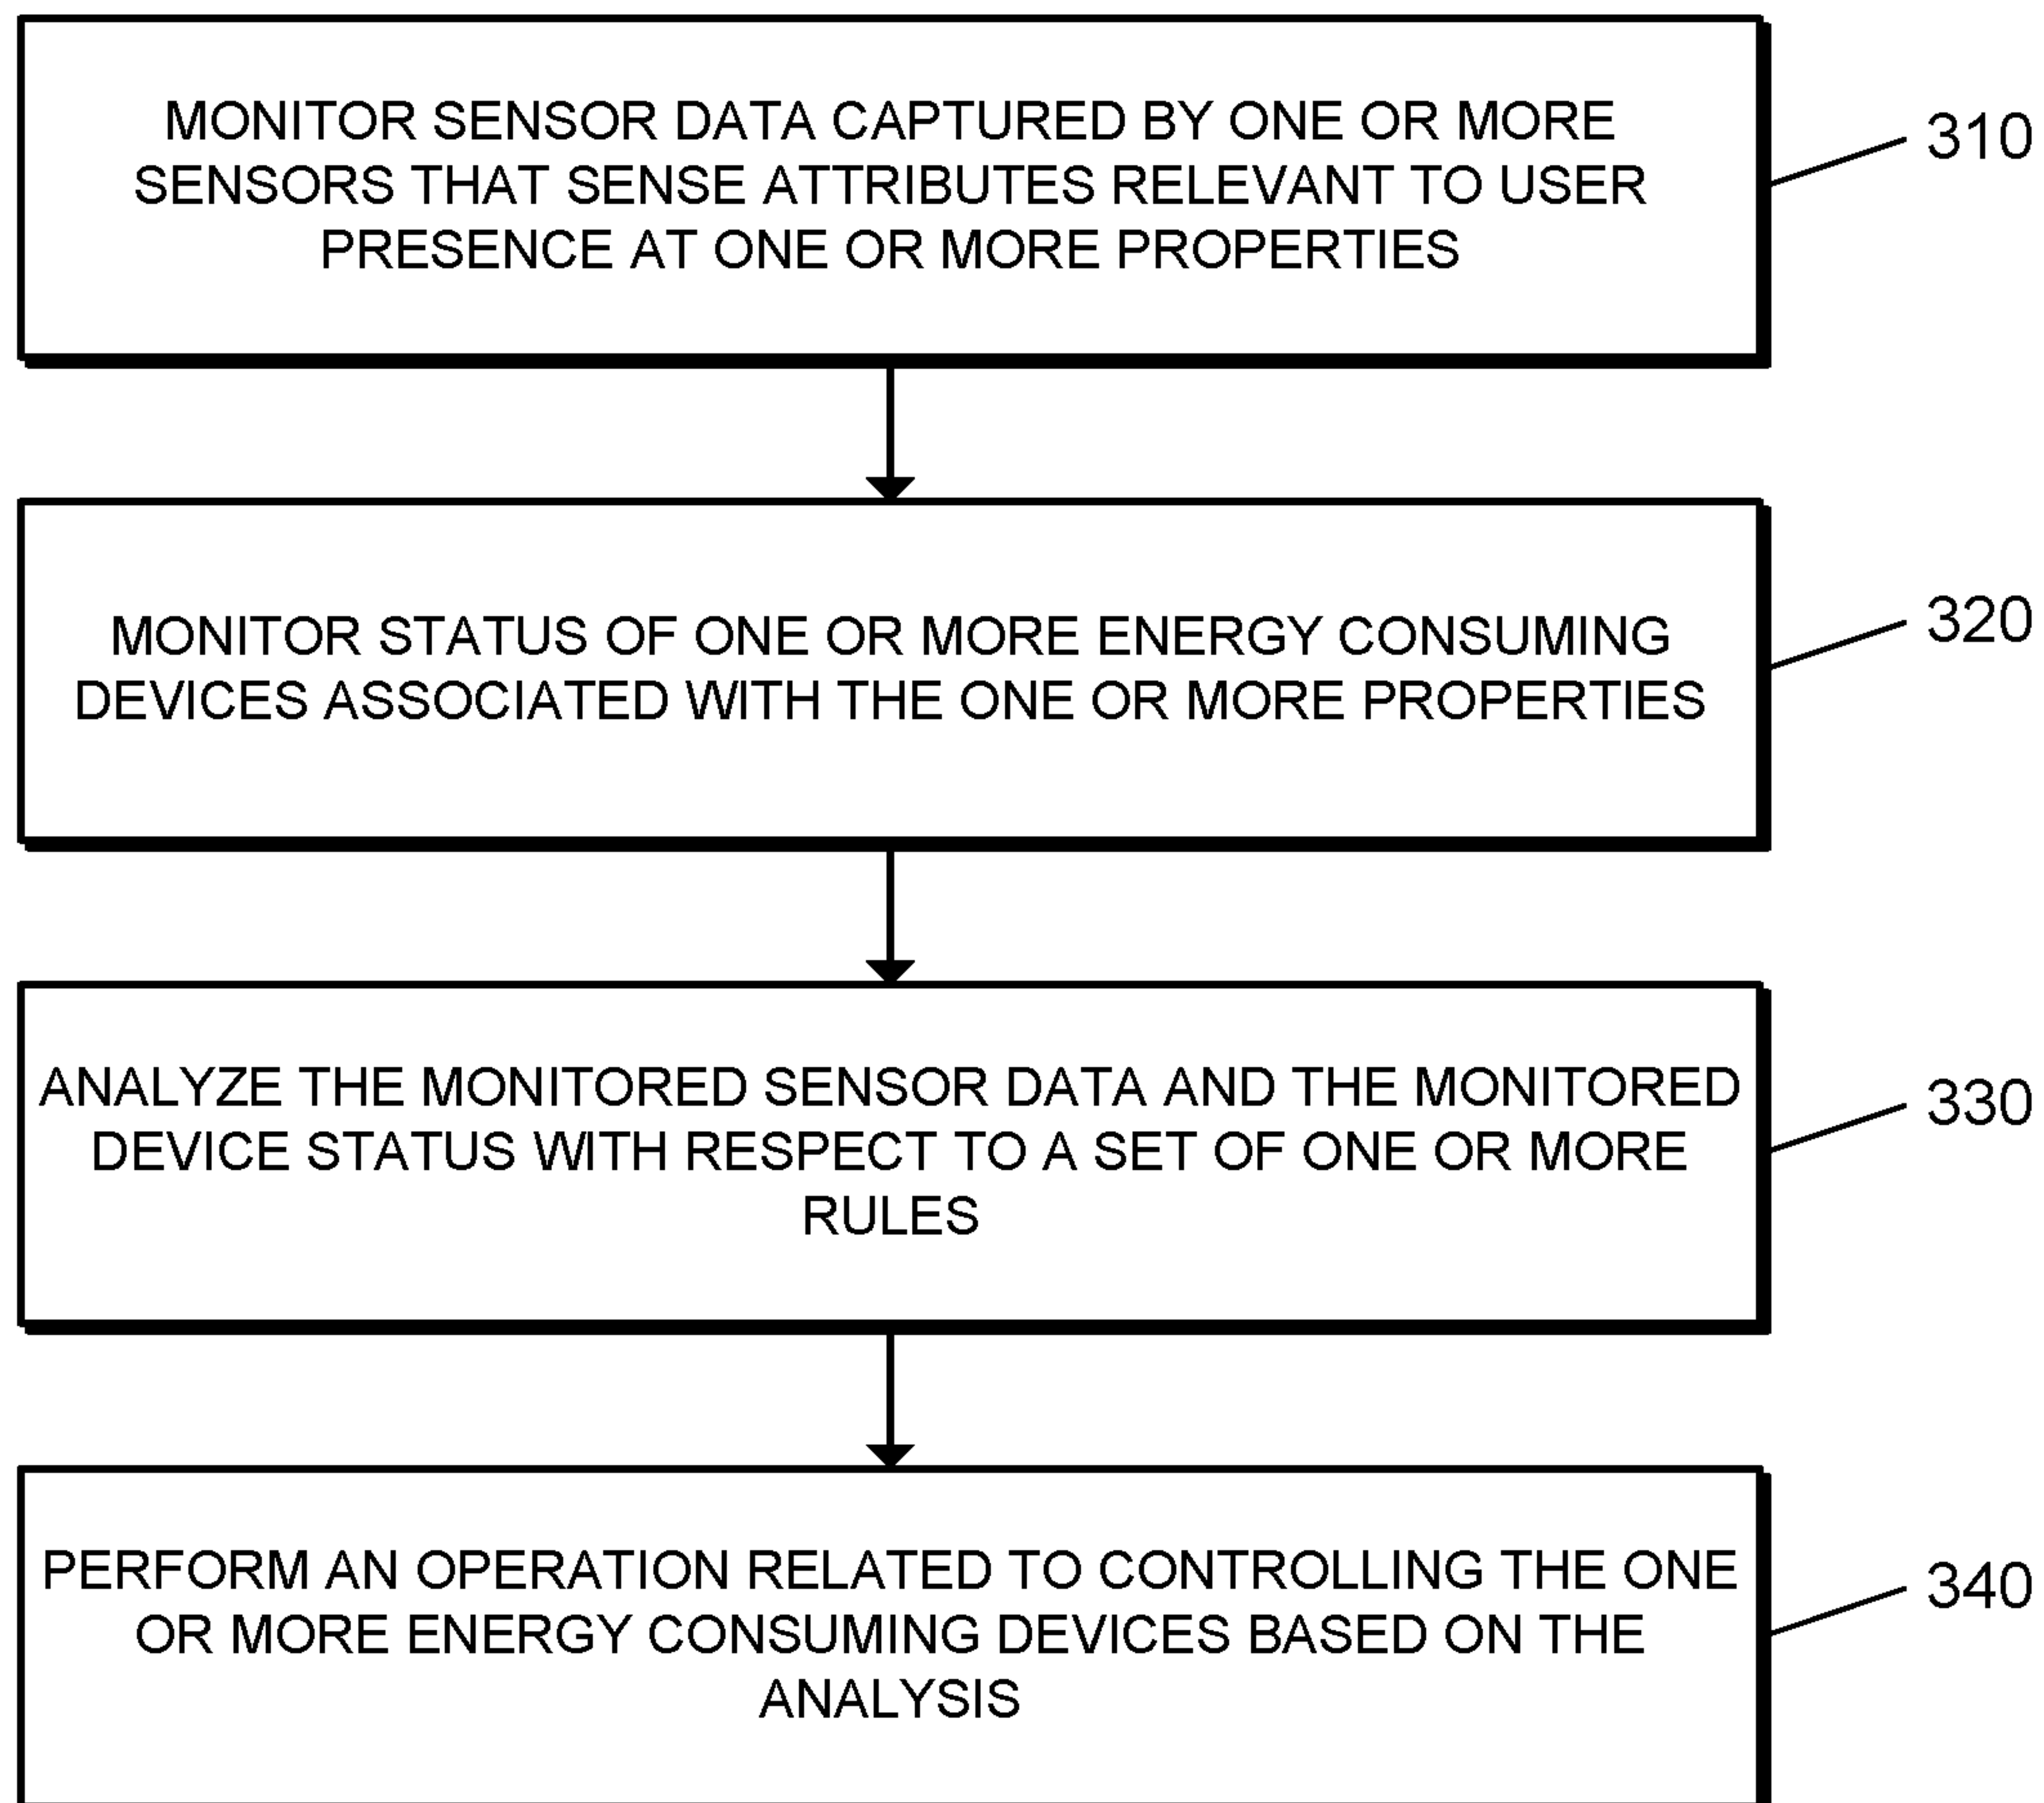 MONITOR SENSOR DATA CAPTURED BY ONE OR MORE
SENSORS THAT SENSE ATTRIBUTES RELEVANT TO USER
PRESENCE AT ONE OR MORE PROPERTIES
310
MONITOR STATUS OF ONE OR MORE ENERGY CONSUMING
DEVICES ASSOCIATED WITH THE ONE OR MORE PROPERTIES
320
ANALYZE THE MONITORED SENSOR DATA AND THE MONITORED
DEVICE STATUS WITH RESPECT TO A SET OF ONE OR MORE
RULES
330
PERFORM AN OPERATION RELATED TO CONTROLLING THE ONE
OR MORE ENERGY CONSUMING DEVICES BASED ON THE
ANALYSIS
340